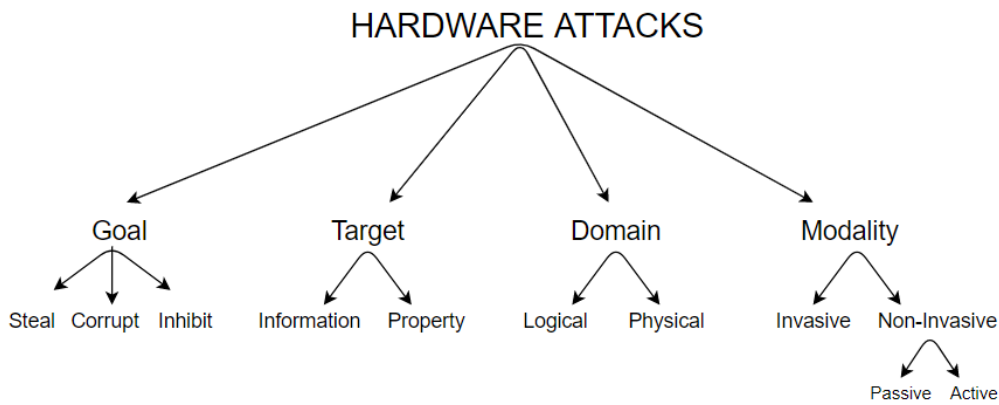 HARDWARE ATTACKS
Goal Target Domain Modality
Steal Corrupt Inhibit Information Property Logical Physical Invasive Non-Invasive
Passive Active